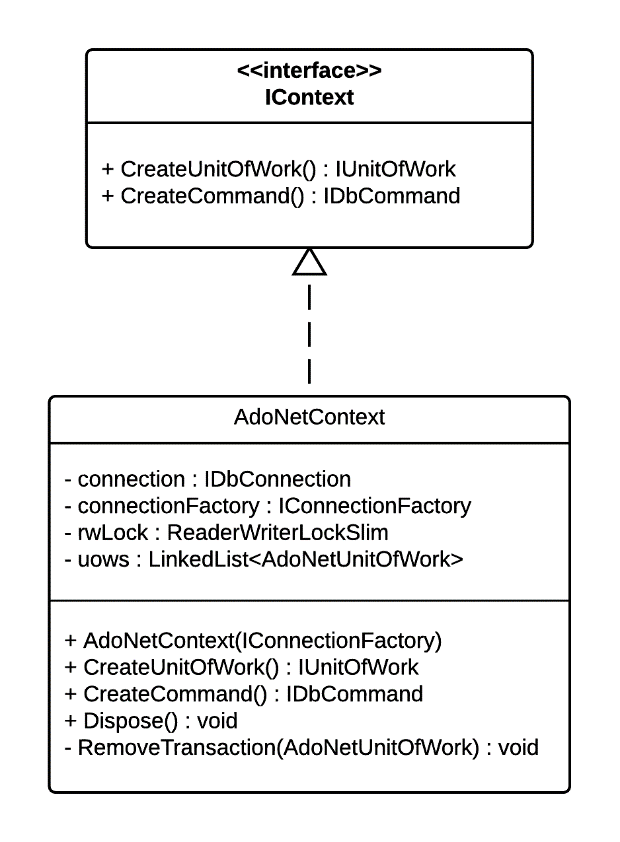 <<interface>>
IContext
+ CreateUnitOfWork() : IUnitOfWork
+ CreateCommand() : IDbCommand
AdoNetContext
- connection : IDbConnection
- connectionFactory : IConnectionFactory
- rwLock : ReaderWriterLockSlim
- uows : LinkedList<AdoNetUnitOfWork>
+ AdoNetContext(IConnectionFactory)
+ CreateUnitOfWork() : IUnitOfWork
+ CreateCommand() : IDbCommand
+ Dispose() : void
- RemoveTransaction(AdoNetUnitOfWork) : void